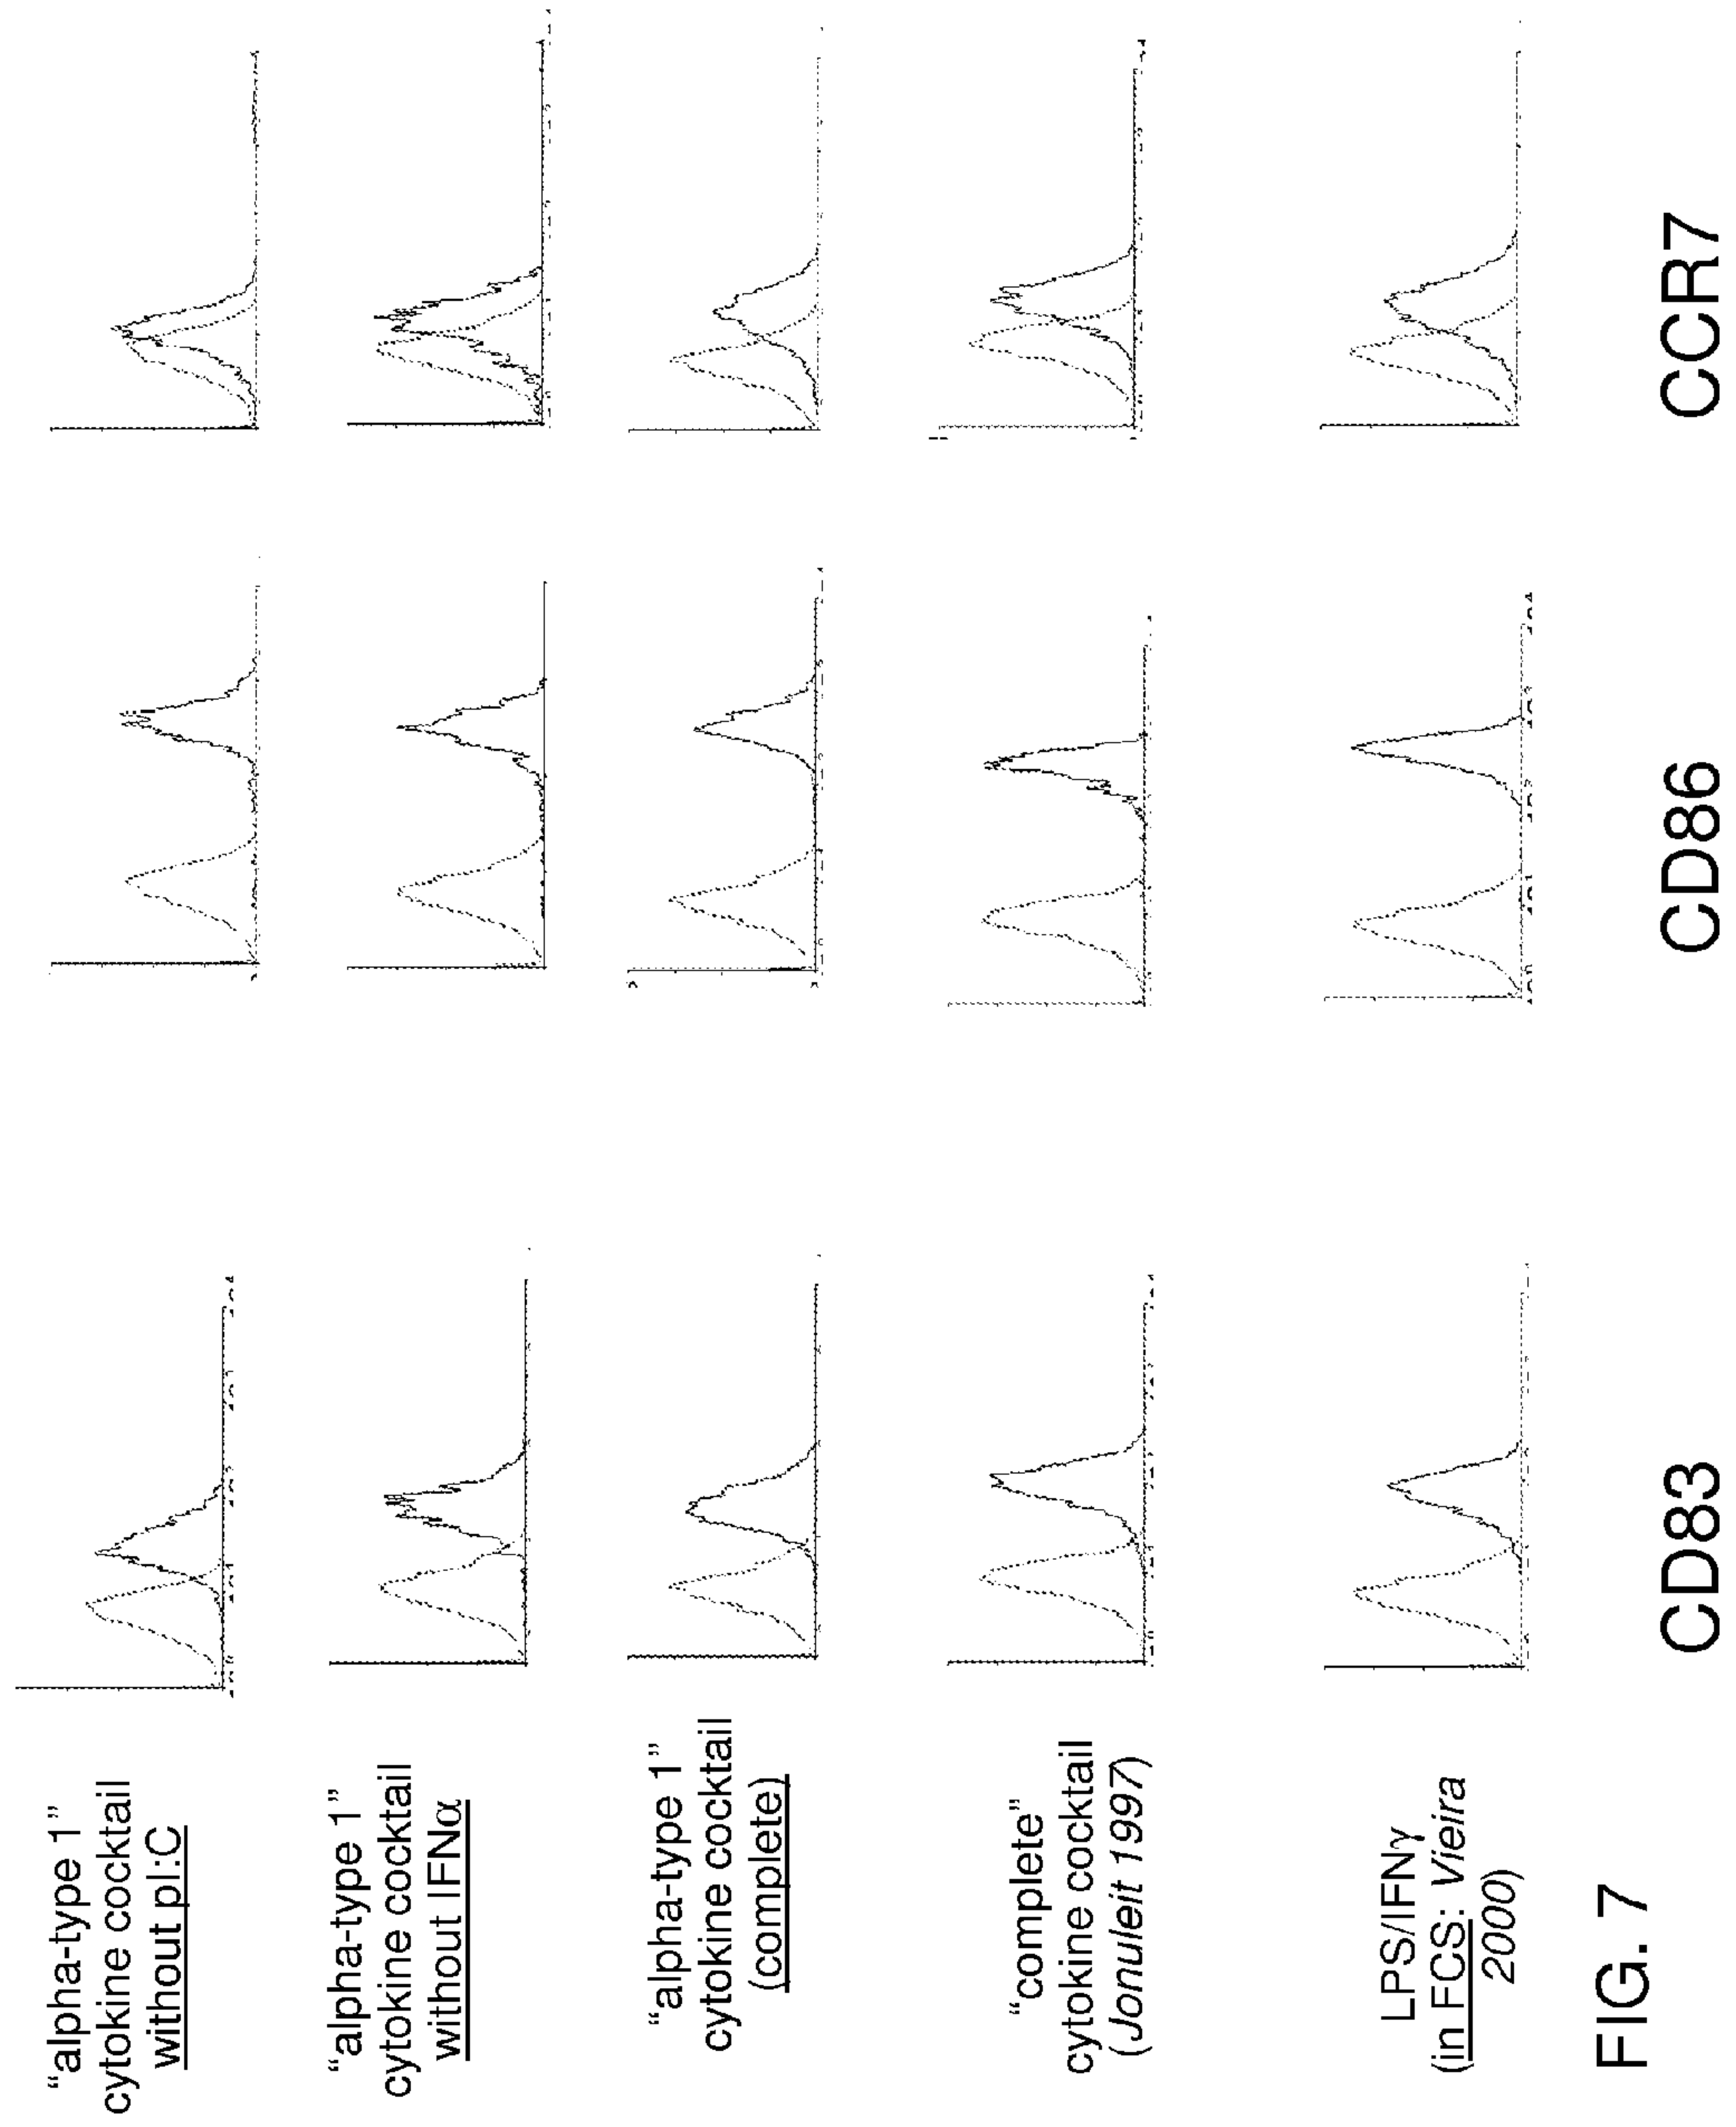 “alpha-type 1”
cytokine cocktail
without pI:C
“alpha-type 1”
cytokine cocktail
without IFNα
“alpha-type 1”
cytokine cocktail
(complete)
“complete”
cytokine cocktail
(Jonuleit 1997)
LPS/IFNγ
(in FCS: Vieira
2000)
CD83
CD86
CCR7
FIG. 7